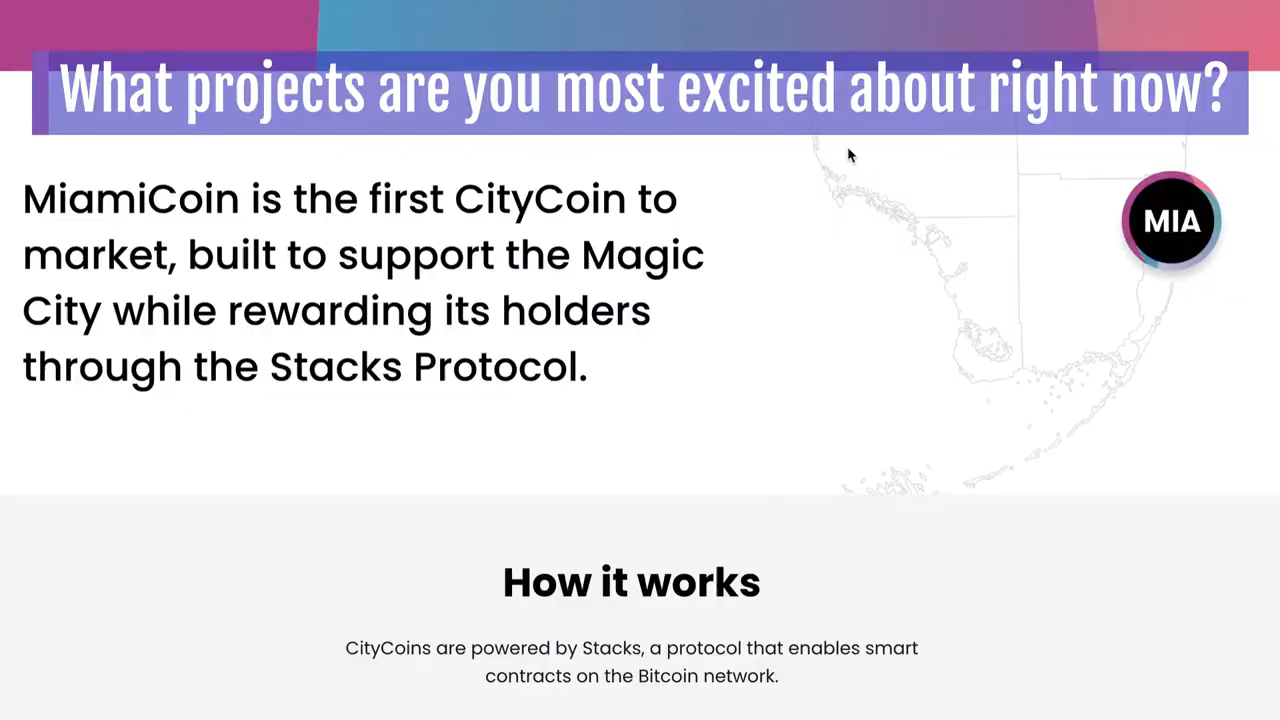 What projects are you most excited about right now?
MiamiCoin is the first CityCoin to
market, built to support the Magic
City while rewarding its holders
through the Stacks Protocol.
MIA
How it works
CityCoins are powered by Stacks, a protocol that enables smart
contracts on the Bitcoin network.